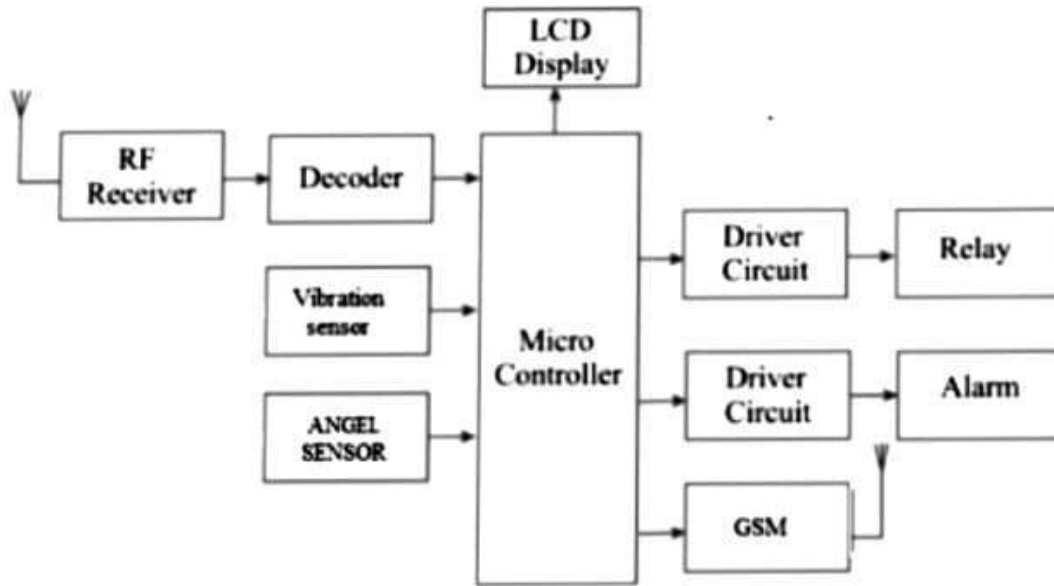 LCD
Display
RF
Receiver
Decoder
Vibration
sensor
ANGEL
SENSOR
Micro
Controller
Driver
Circuit
Relay
Driver
Circuit
Alarm
GSM